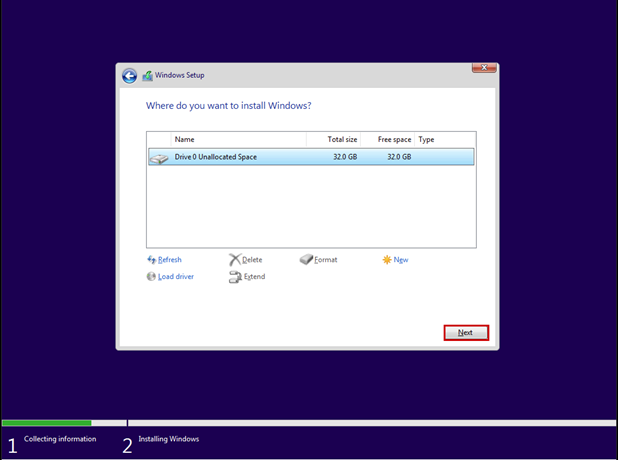 Windows Setup
Where do you want to install Windows?
Name Total size Free space Type
Drive 0 Unallocated Space 32.0 GB 32.0 GB
Refresh Delete Format New
Load driver Extend
Next
1 Collecting information 2 Installing Windows